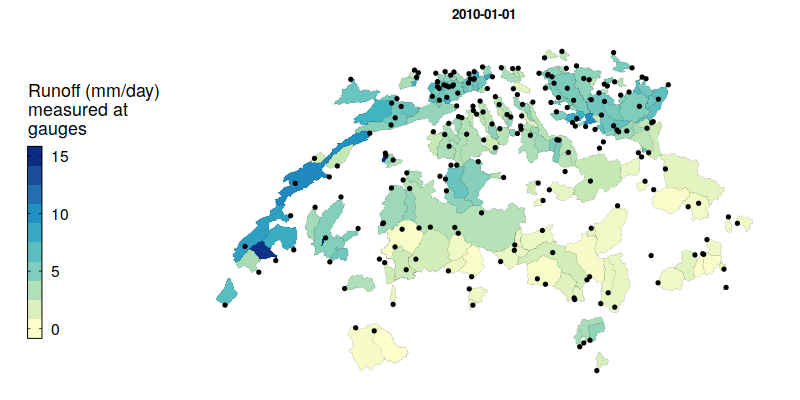 2010-01-01
Runoff (mm/day)
measured at
gauges
15
10
5
0